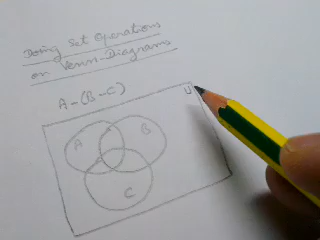 Doing Set Operations
on Venn-Diagrams
A-(B-C)
U
A
B
C